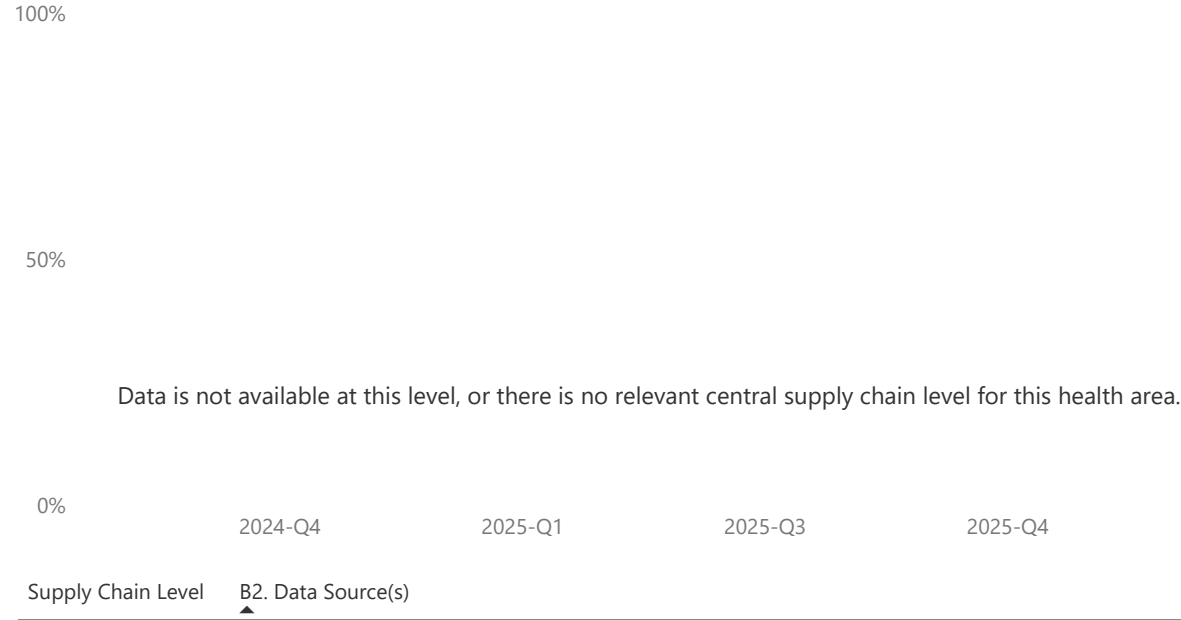 100%
50%
Data is not available at this level, or there is no relevant central supply chain level for this health area.
0%
2024-Q4 2025-Q1 2025-Q3 2025-Q4
Supply Chain Level B2. Data Source(s)